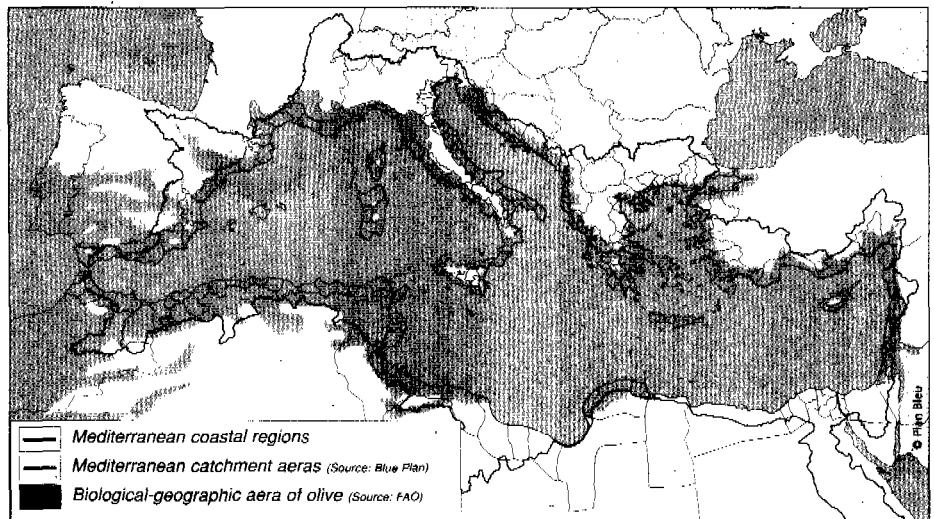 Mediterranean coastal regions
Mediterranean catchment aeras (Source: Blue Plan)
Biological-geographic aera of olive (Source: FAO)
© Plan Bleu